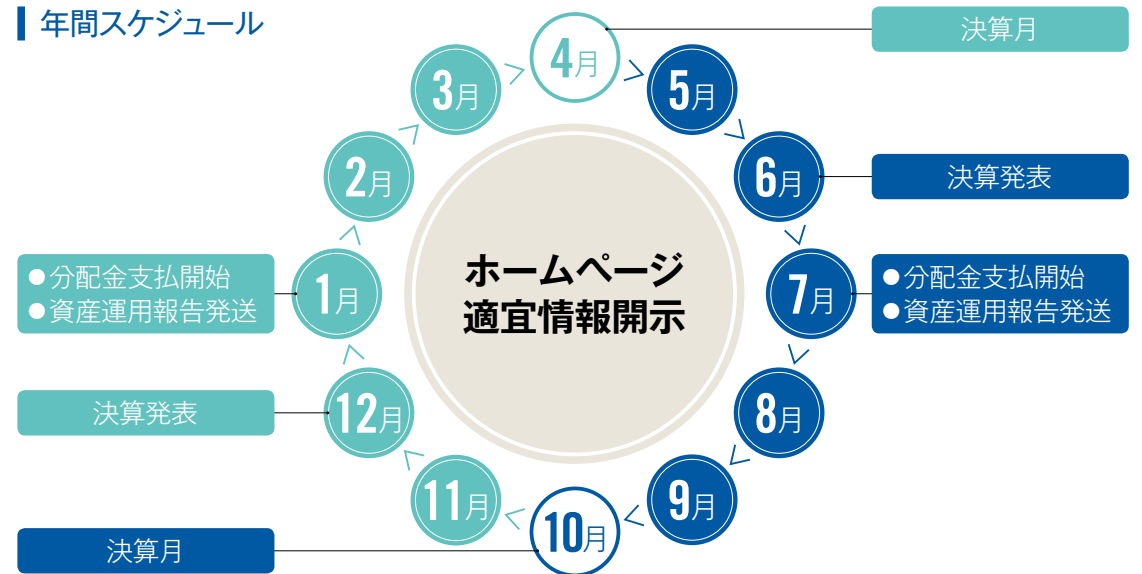 年間スケジュール
4月
決算月
5月
6月
決算発表
7月
●分配金支払開始
●資産運用報告発送
8月
9月
10月
決算月
11月
12月
決算発表
1月
●分配金支払開始
●資産運用報告発送
2月
3月
ホームページ
適宜情報開示